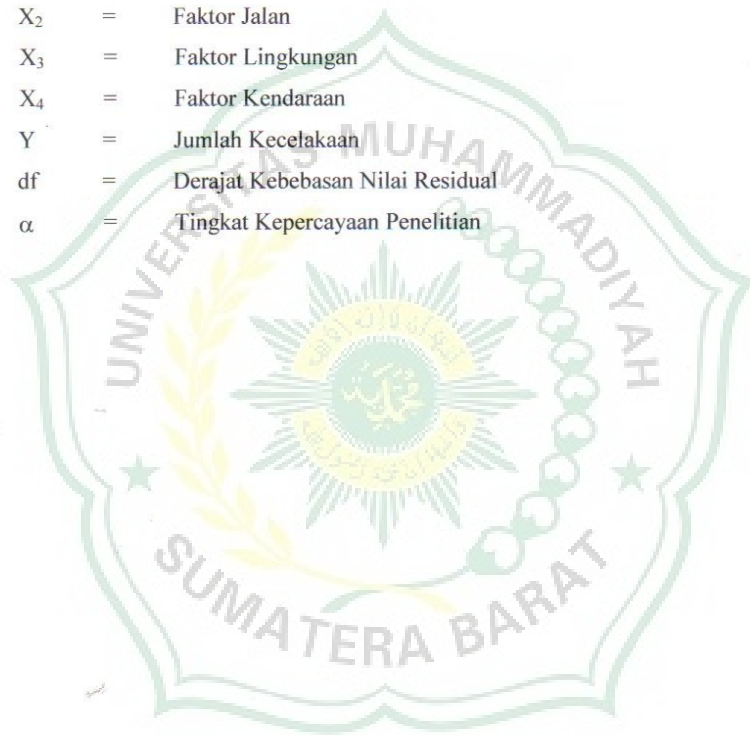 X₂ = Faktor Jalan
X₃ = Faktor Lingkungan
X₄ = Faktor Kendaraan
Y = Jumlah Kecelakaan
df = Derajat Kebebasan Nilai Residual
α = Tingkat Kepercayaan Penelitian
UNIVERSITAS MUHAMMADIYAH
SUMATERA BARAT